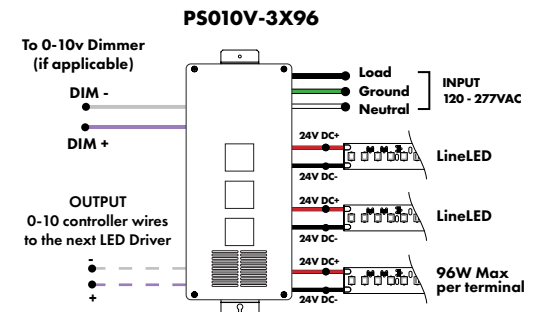 PS010V-3X96
To 0-10v Dimmer
(if applicable)
DIM -
DIM +
OUTPUT
0-10 controller wires
to the next LED Driver
-
+
Load
Ground
Neutral
INPUT
120 - 277VAC
24V DC+
24V DC-
LineLED
24V DC+
24V DC-
LineLED
24V DC+
24V DC-
96W Max
per terminal